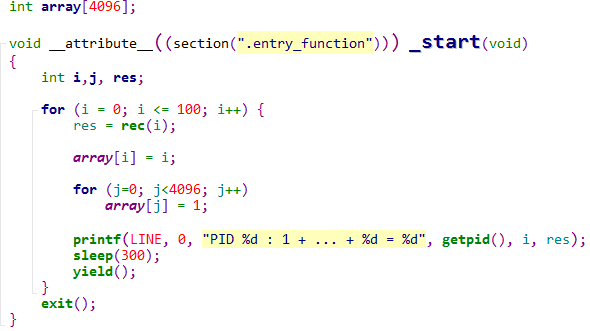 int array[4096];
void __attribute__((section(".entry_function"))) _start(void)
{
int i,j, res;
for (i = 0; i <= 100; i++) {
res = rec(i);
array[i] = i;
for (j=0; j<4096; j++)
array[j] = 1;
printf(LINE, 0, "PID %d : 1 + ... + %d = %d", getpid(), i, res);
sleep(300);
yield();
}
exit();
}